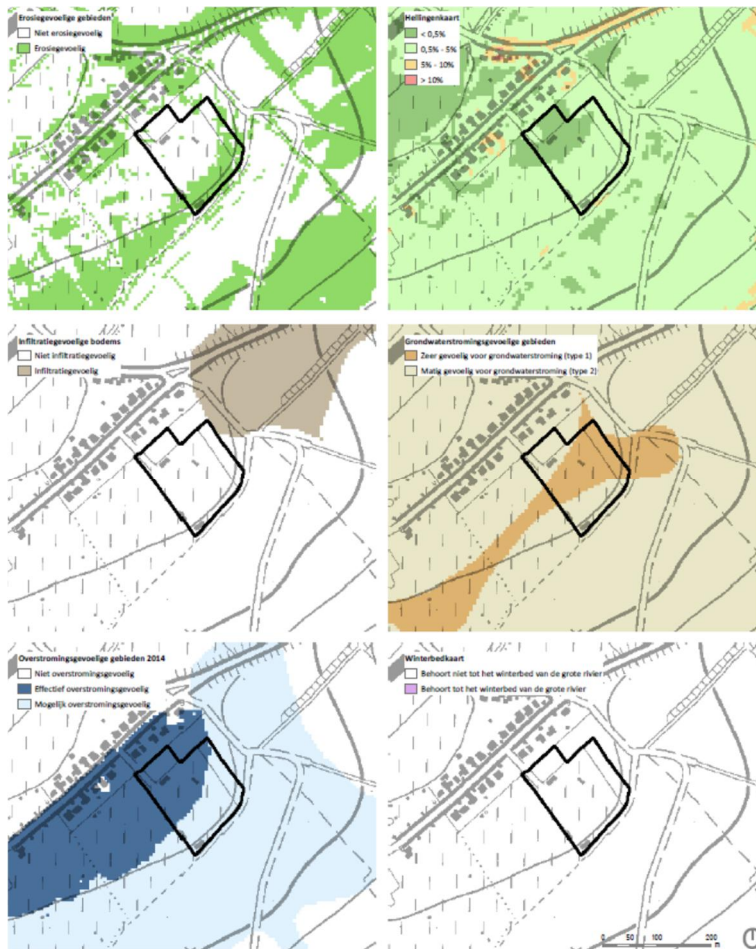 Erosiegevoelige gebieden
Niet erosiegevoelig
Erosiegevoelig
Hellingenkaart
< 0,5%
0,5% - 5%
5% - 10%
> 10%
Infiltratiegevoelige bodems
Niet infiltratiegevoelig
Infiltratiegevoelig
Grondwaterstromingsgevoelige gebieden
Zeer gevoelig voor grondwaterstroming (type 1)
Matig gevoelig voor grondwaterstroming (type 2)
Overstromingsgevoelige gebieden 2014
Niet overstromingsgevoelig
Effectief overstromingsgevoelig
Mogelijk overstromingsgevoelig
Winterbedkaart
Behoort niet tot het winterbed van de grote rivier
Behoort tot het winterbed van de grote rivier
0 50 100 200
m